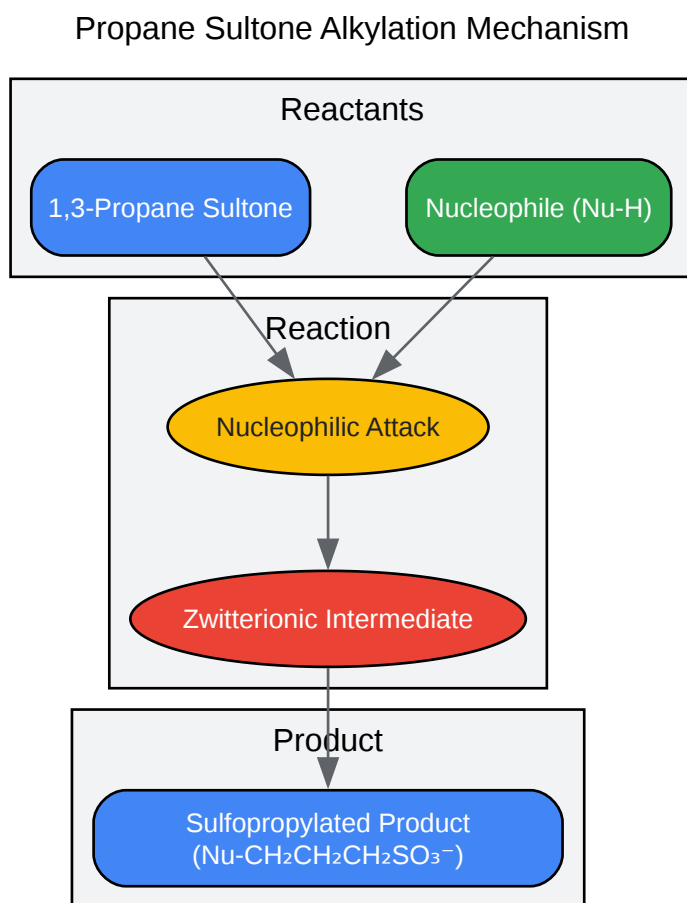 Propane Sultone Alkylation Mechanism
Reactants
1,3-Propane Sultone
Nucleophile (Nu-H)
Reaction
Nucleophilic Attack
Zwitterionic Intermediate
Product
Sulfopropylated Product
(Nu-CH₂CH₂CH₂SO₃⁻)